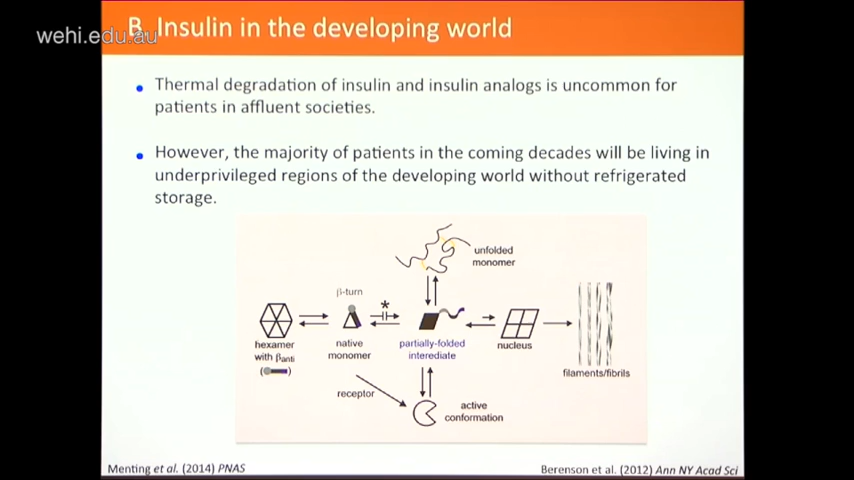 wehi.edu.au
B. Insulin in the developing world
Thermal degradation of insulin and insulin analogs is uncommon for
patients in affluent societies.
However, the majority of patients in the coming decades will be living in
underprivileged regions of the developing world without refrigerated
storage.
unfolded
monomer
β-turn
*
hexamer
with βanti
native
monomer
partially-folded
interediate
nucleus
filaments/fibrils
receptor
active
conformation
Menting et al. (2014) PNAS
Berenson et al. (2012) Ann NY Acad Sci